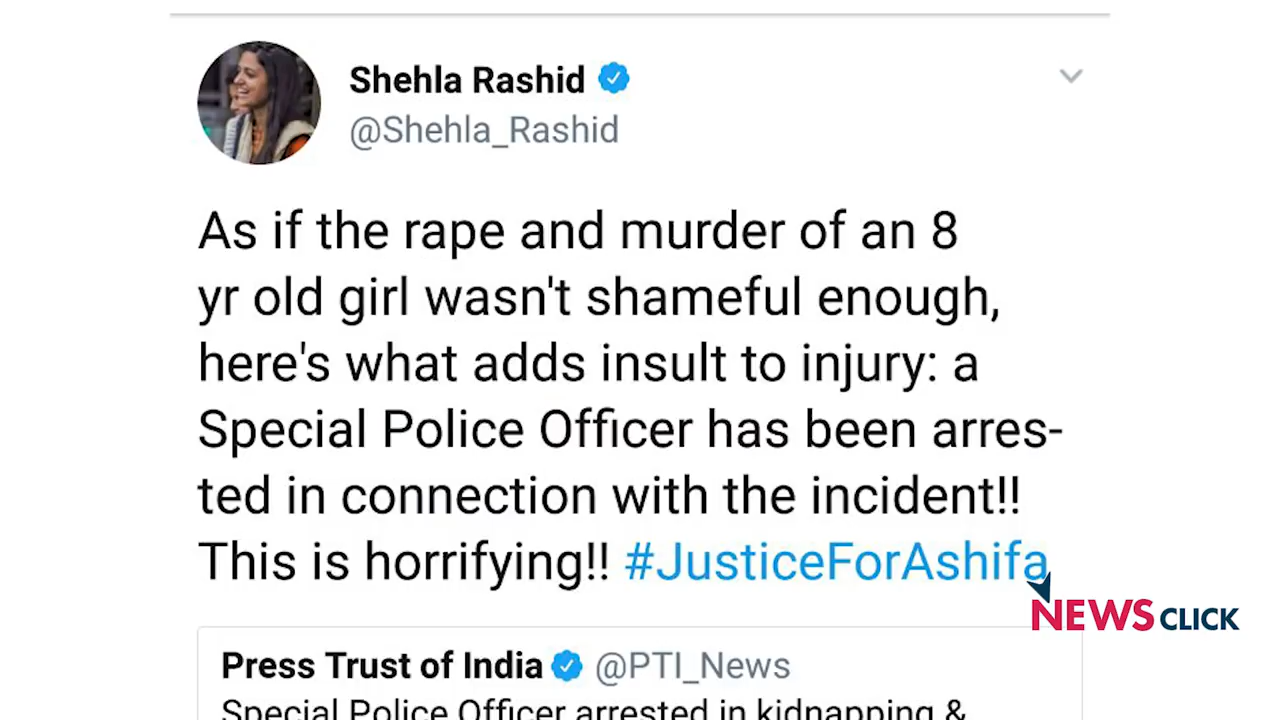 Shehla Rashid
@Shehla_Rashid
As if the rape and murder of an 8
yr old girl wasn't shameful enough,
here's what adds insult to injury: a
Special Police Officer has been arres-
ted in connection with the incident!!
This is horrifying!! #JusticeForAshifa
NEWSCLICK
Press Trust of India @PTI_News
Special Police Officer arrested in kidnapping &